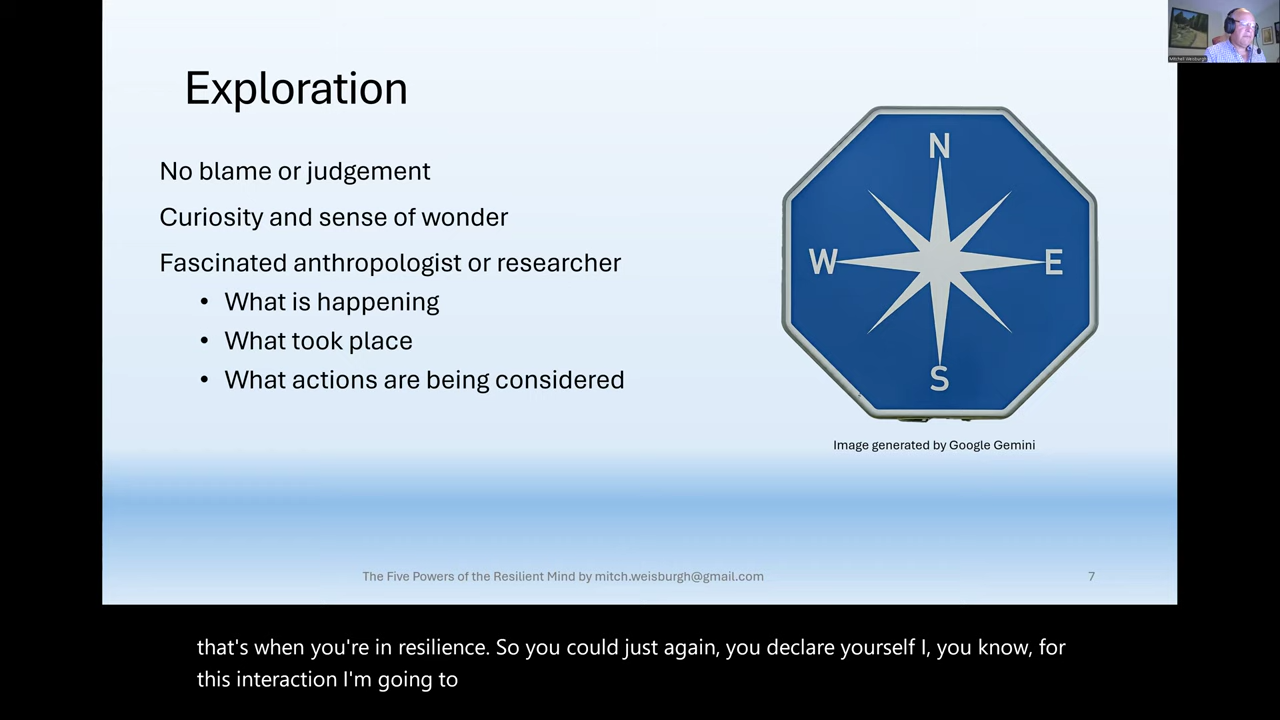 Exploration
No blame or judgement
Curiosity and sense of wonder
Fascinated anthropologist or researcher
• What is happening
• What took place
• What actions are being considered
N
W
E
S
Image generated by Google Gemini
The Five Powers of the Resilient Mind by mitch.weisburgh@gmail.com
7
Mitchell Weisburgh
that's when you're in resilience. So you could just again, you declare yourself I, you know, for
this interaction I'm going to